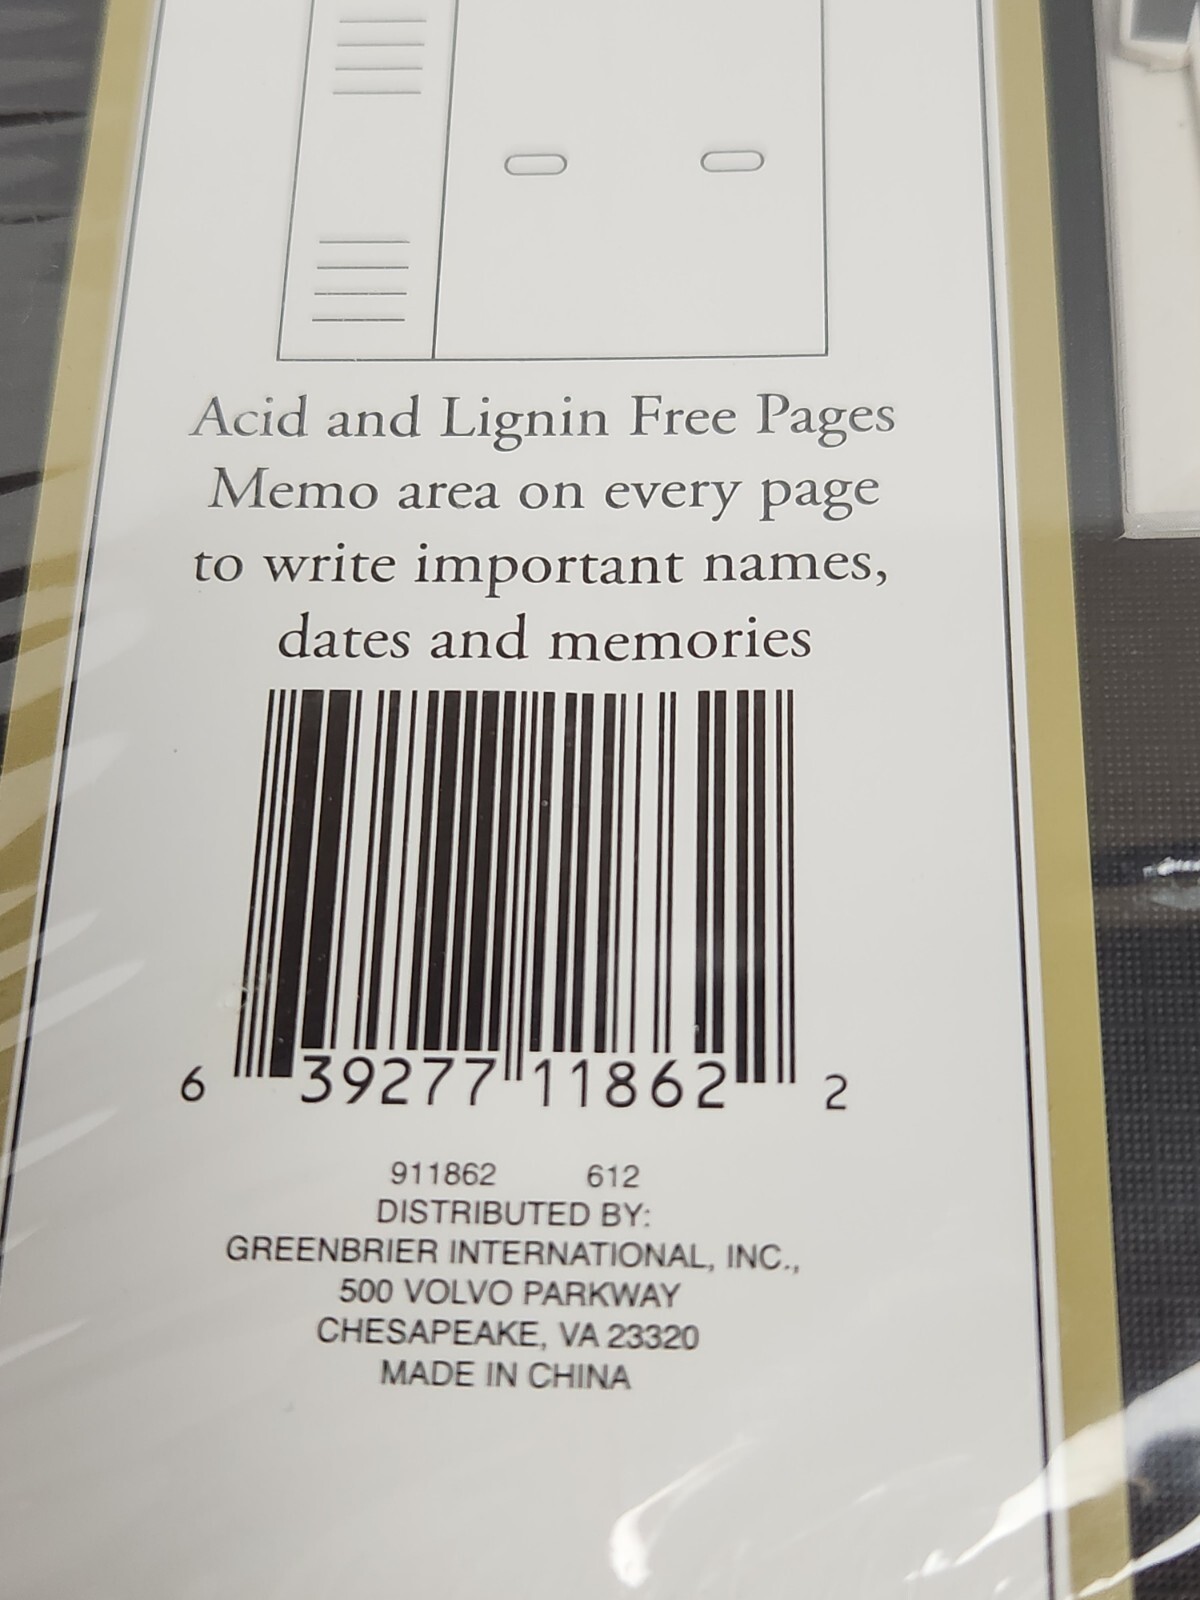 Acid and Lignin Free Pages
Memo area on every page
to write important names,
dates and memories
6 39277 11862 2
911862 612
DISTRIBUTED BY:
GREENBRIER INTERNATIONAL, INC.,
500 VOLVO PARKWAY
CHESAPEAKE, VA 23320
MADE IN CHINA